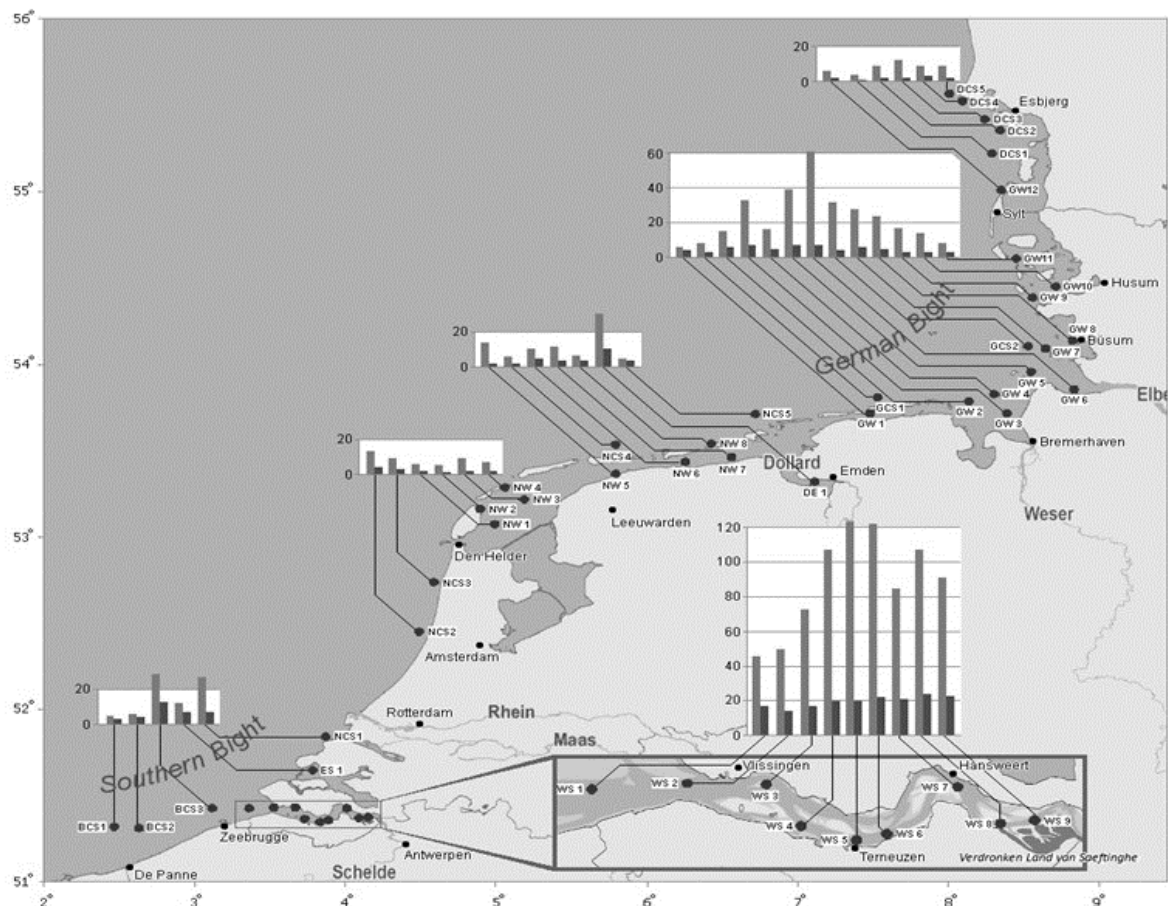 56°
20
0
DCS5
DCS4
Esbjerg
DCS3
DCS2
DCS1
60
40
20
0
55°
GW12
Sylt
GW11
GW10
Husum
GW 9
20
0
German Bight
GW 8
Büsum
GCS2
GW 7
54°
GW 5
GW 6
Elbe
GW 4
NCS5
GCS1
GW 1
GW 2
GW 3
Bremerhaven
20
0
NW 8
NCS4
NW 7
NW 6
NW 5
Dollard
Emden
DE 1
NW 4
NW 3
NW 2
NW 1
Leeuwarden
Weser
53°
Den Helder
120
100
80
60
40
20
0
NCS3
NCS2
Amsterdam
20
0
52°
Rotterdam
Rhein
Maas
Southern Bight
NCS1
ES 1
Vlissingen
Hansweert
WS 1
WS 2
WS 3
WS 7
BCS3
BCS1
BCS2
Zeebrugge
WS 4
WS 5
WS 6
WS 8
WS 9
Antwerpen
Terneuzen
Verdronken Land van Saeftinghe
De Panne
Schelde
51°
2° 3° 4° 5° 6° 7° 8° 9°